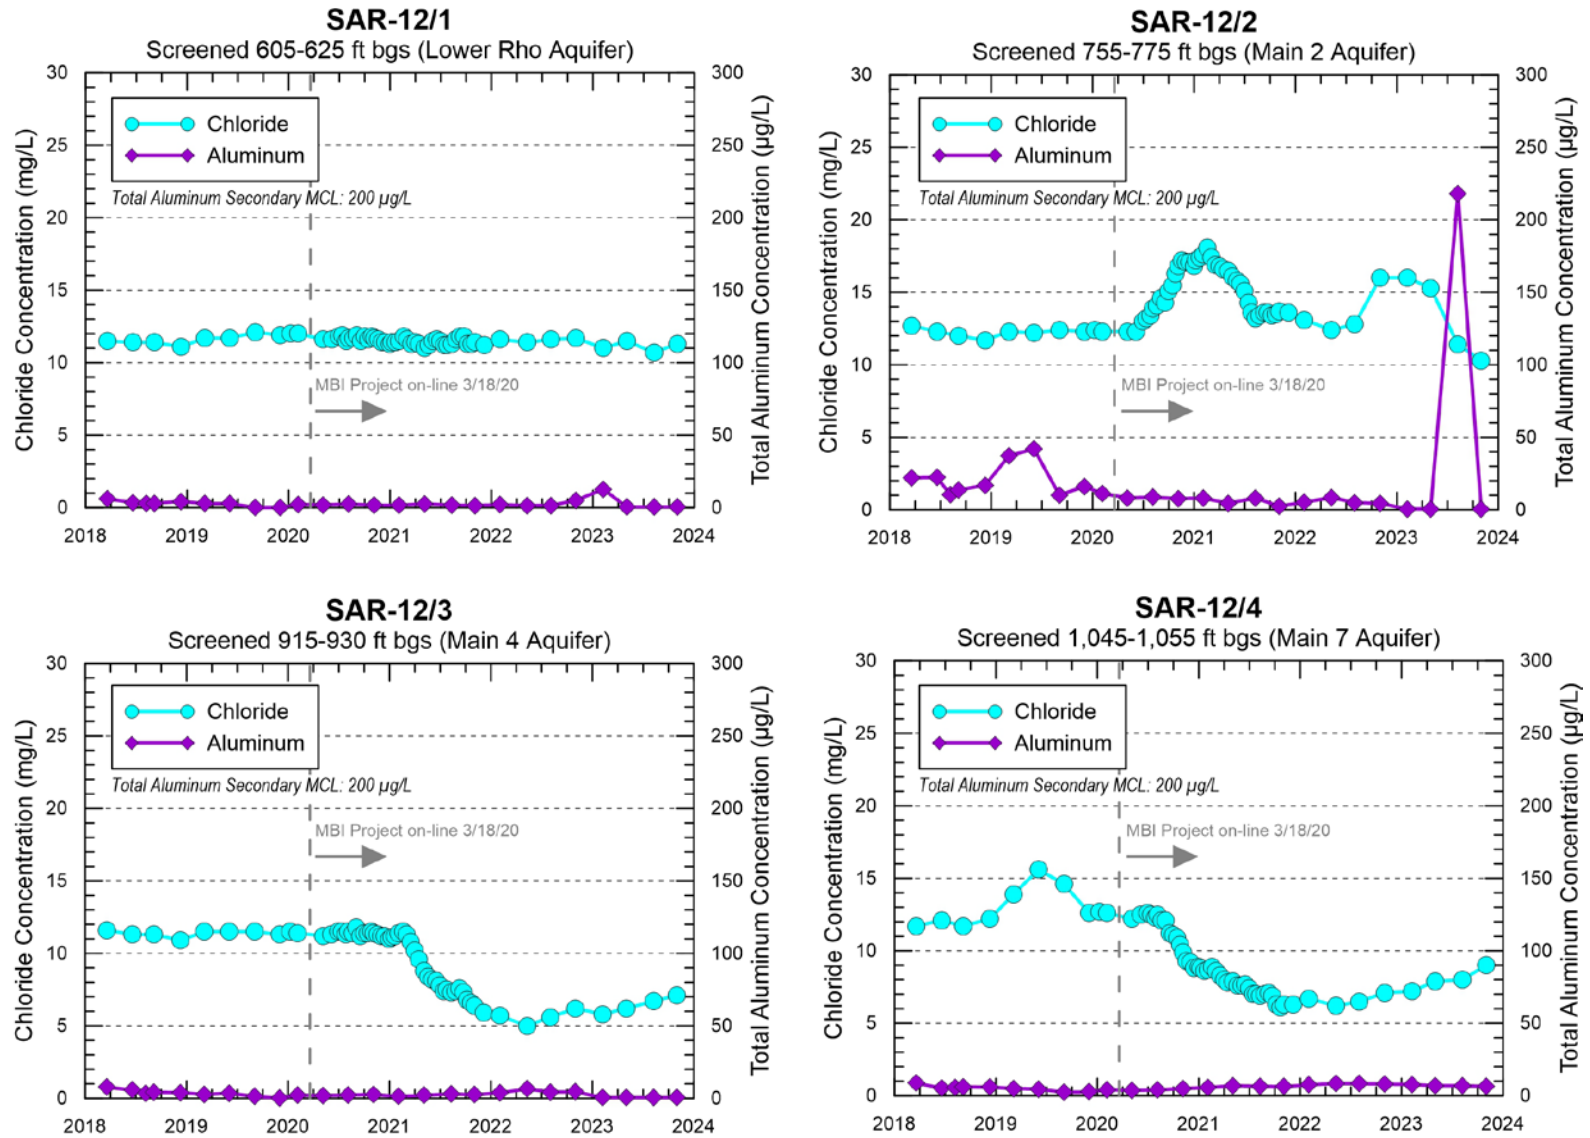 SAR-12/1
Screened 605-625 ft bgs (Lower Rho Aquifer)
30
25
20
15
10
5
0
Chloride Concentration (mg/L)
Chloride
Aluminum
Total Aluminum Secondary MCL: 200 µg/L
MBI Project on-line 3/18/20
300
250
200
150
100
50
0
Total Aluminum Concentration (µg/L)
2018 2019 2020 2021 2022 2023 2024
SAR-12/2
Screened 755-775 ft bgs (Main 2 Aquifer)
30
25
20
15
10
5
0
Chloride Concentration (mg/L)
Chloride
Aluminum
Total Aluminum Secondary MCL: 200 µg/L
MBI Project on-line 3/18/20
300
250
200
150
100
50
0
Total Aluminum Concentration (µg/L)
2018 2019 2020 2021 2022 2023 2024
SAR-12/3
Screened 915-930 ft bgs (Main 4 Aquifer)
30
25
20
15
10
5
0
Chloride Concentration (mg/L)
Chloride
Aluminum
Total Aluminum Secondary MCL: 200 µg/L
MBI Project on-line 3/18/20
300
250
200
150
100
50
0
Total Aluminum Concentration (µg/L)
2018 2019 2020 2021 2022 2023 2024
SAR-12/4
Screened 1,045-1,055 ft bgs (Main 7 Aquifer)
30
25
20
15
10
5
0
Chloride Concentration (mg/L)
Chloride
Aluminum
Total Aluminum Secondary MCL: 200 µg/L
MBI Project on-line 3/18/20
300
250
200
150
100
50
0
Total Aluminum Concentration (µg/L)
2018 2019 2020 2021 2022 2023 2024